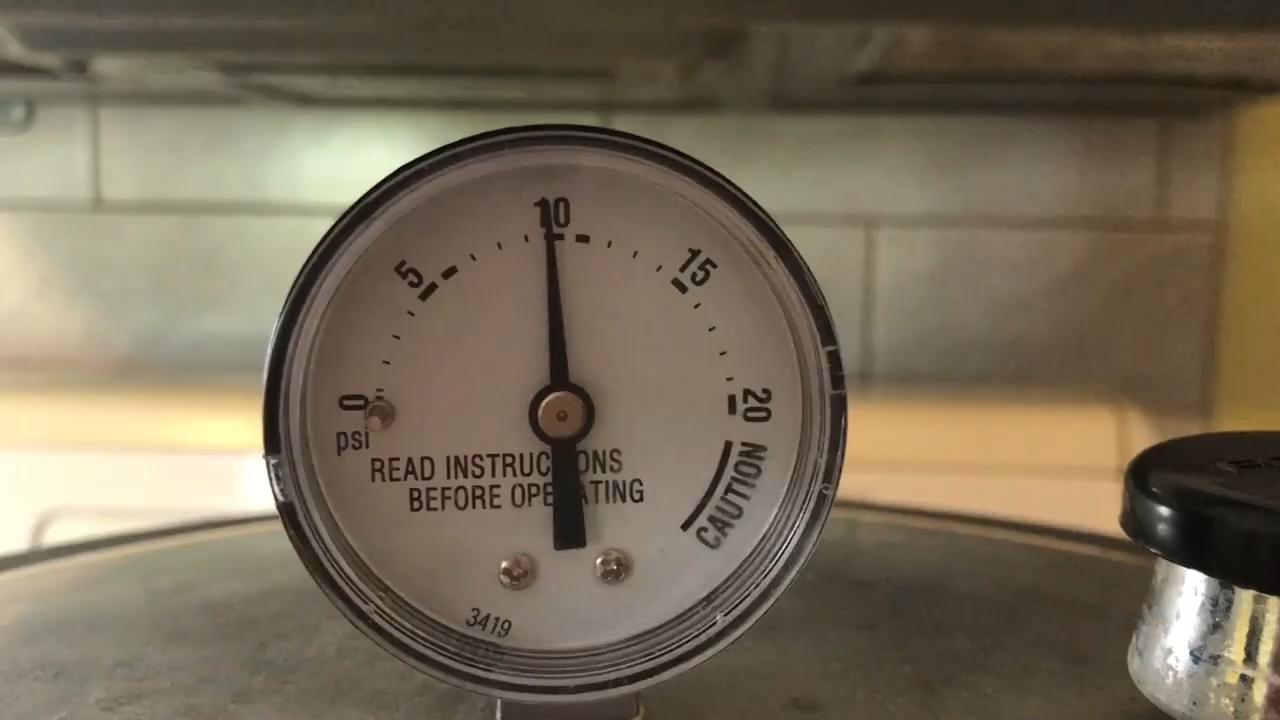 10
5
15
0
20
psi
READ INSTRUCTIONS
BEFORE OPERATING
CAUTION
3419